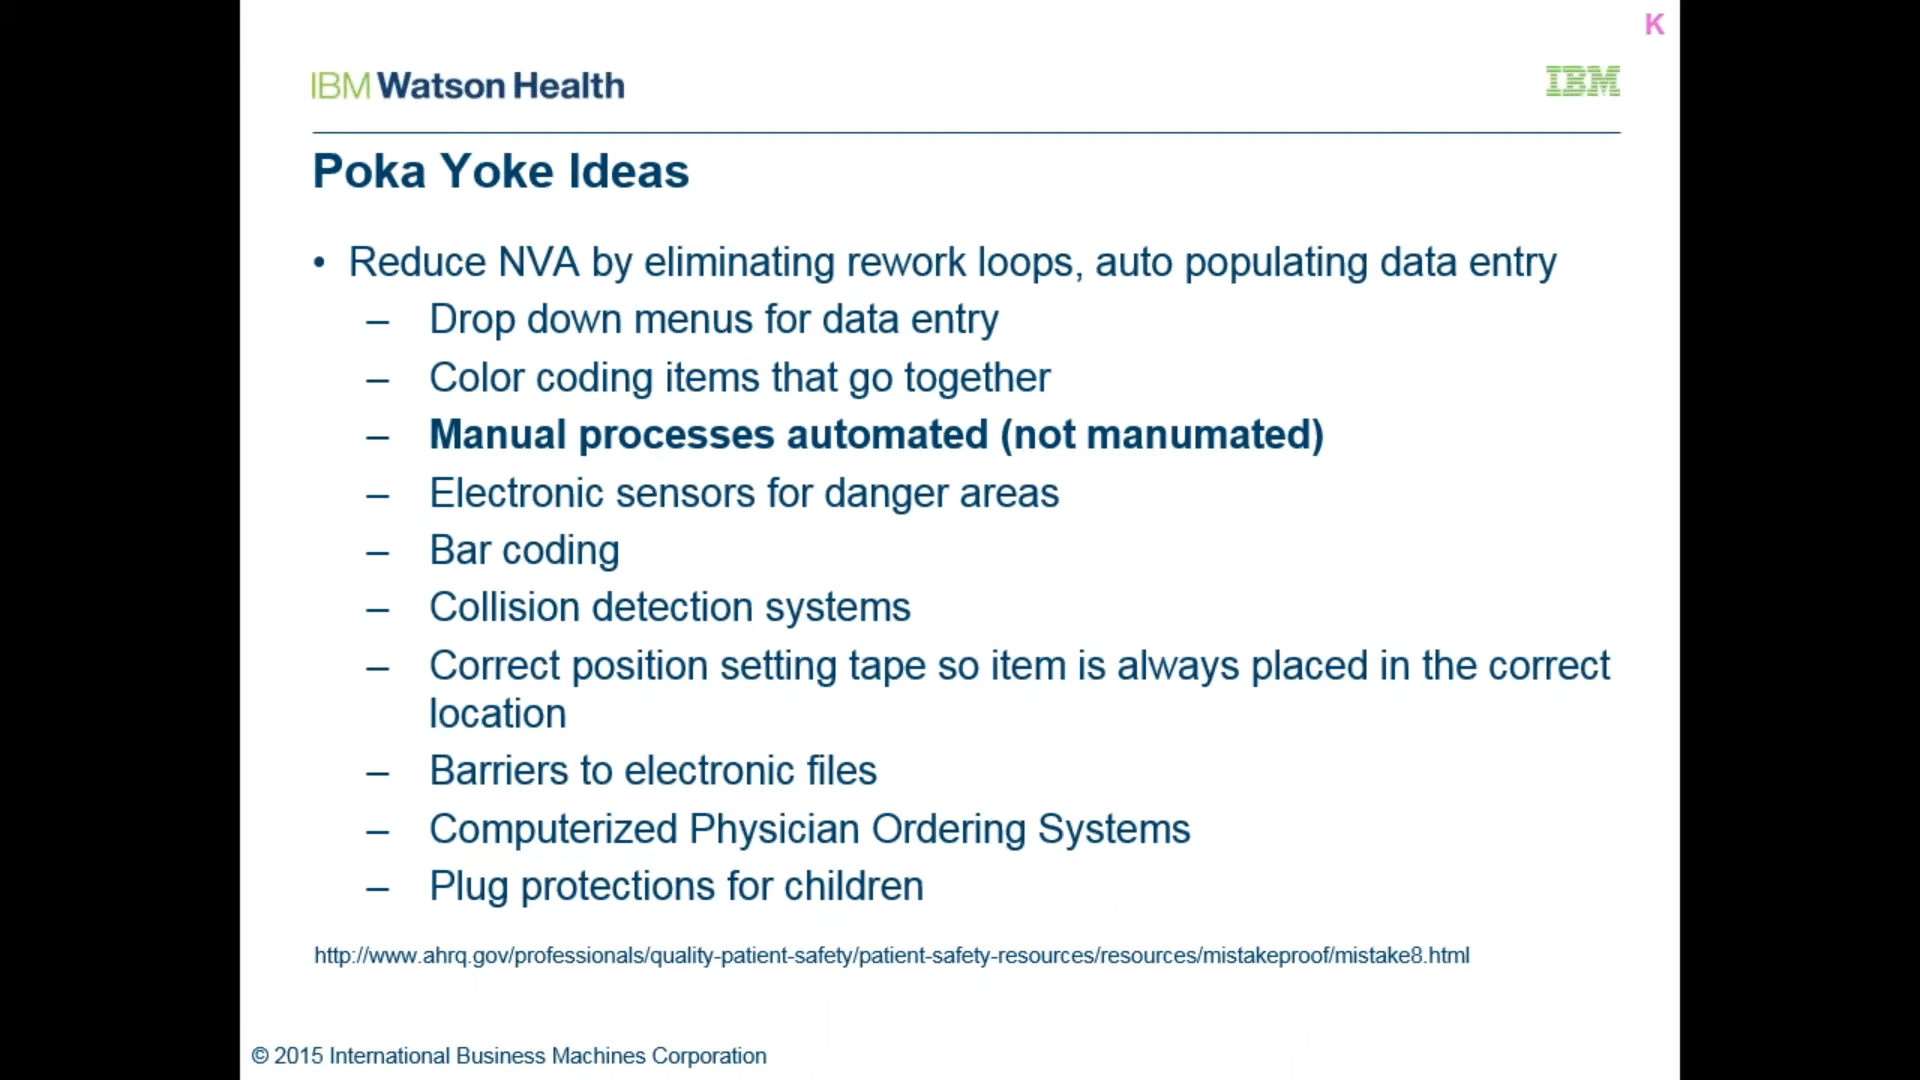 K
IBM Watson Health
IBM
Poka Yoke Ideas
• Reduce NVA by eliminating rework loops, auto populating data entry
– Drop down menus for data entry
– Color coding items that go together
– Manual processes automated (not manumated)
– Electronic sensors for danger areas
– Bar coding
– Collision detection systems
– Correct position setting tape so item is always placed in the correct
location
– Barriers to electronic files
– Computerized Physician Ordering Systems
– Plug protections for children
http://www.ahrq.gov/professionals/quality-patient-safety/patient-safety-resources/resources/mistakeproof/mistake8.html
© 2015 International Business Machines Corporation